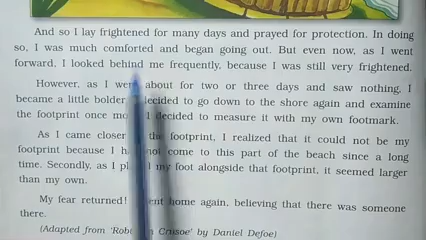 And so I lay frightened for many days and prayed for protection. In doing
so, I was much comforted and began going out. But even now, as I went
forward, I looked behind me frequently, because I was still very frightened.
However, as I went about for two or three days and saw nothing, I
became a little bolder decided to go down to the shore again and examine
the footprint once mo I decided to measure it with my own footmark.
As I came closer the footprint, I realized that it could not be my
footprint because I h not come to this part of the beach since a long
time. Secondly, as I pl my foot alongside that footprint, it seemed larger
than my own.
My fear returned! ent home again, believing that there was someone
there.
(Adapted from 'Rob n Crusoe' by Daniel Defoe)